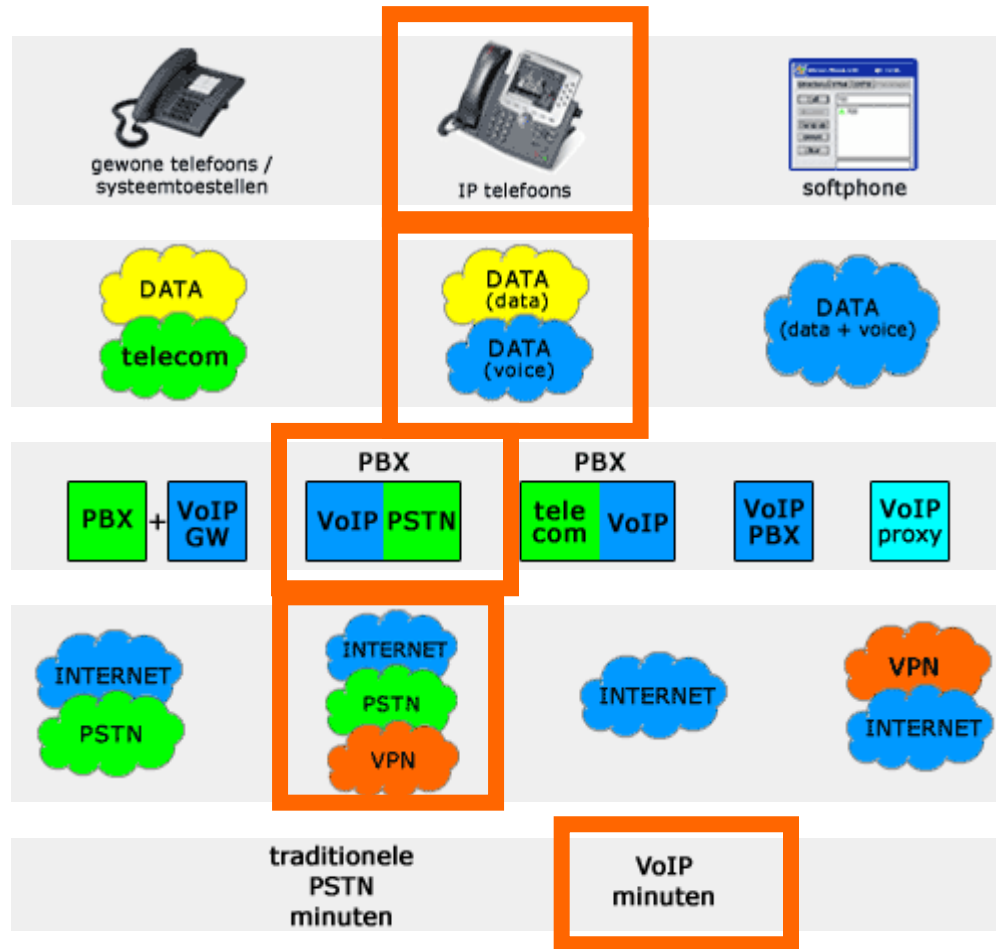 gewone telefoons /
systeemtoestellen
IP telefoons
softphone
DATA
telecom
DATA
(data)
DATA
(voice)
DATA
(data + voice)
PBX
+
VoIP
GW
PBX
VoIP PSTN
PBX
tele
com
VoIP
VoIP
PBX
VoIP
proxy
INTERNET
PSTN
INTERNET
PSTN
VPN
INTERNET
VPN
INTERNET
traditionele
PSTN
minuten
VoIP
minuten